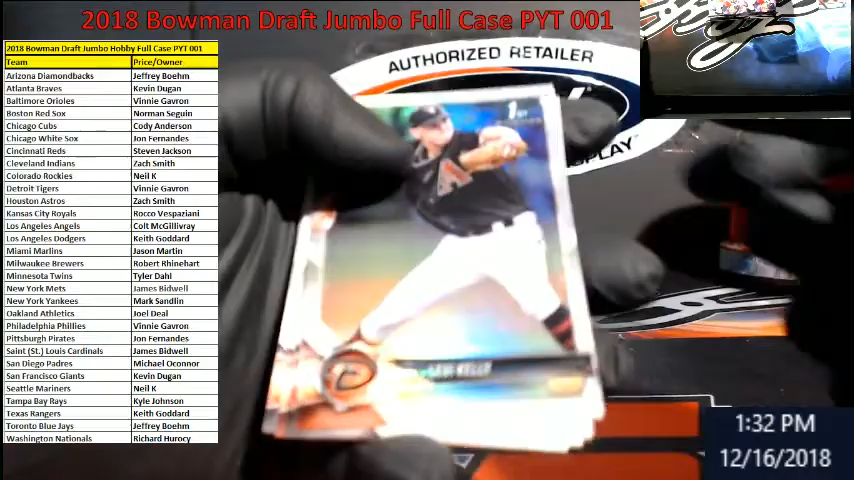 2018 Bowman Draft Jumbo Full Case PYT 001
2018 Bowman Draft Jumbo Hobby Full Case PYT 001
Team Price/Owner
Arizona Diamondbacks Jeffrey Boehm
Atlanta Braves Kevin Dugan
Baltimore Orioles Vinnie Gavron
Boston Red Sox Norman Seguin
Chicago Cubs Cody Anderson
Chicago White Sox Jon Fernandes
Cincinnati Reds Steven Jackson
Cleveland Indians Zach Smith
Colorado Rockies Neil K
Detroit Tigers Vinnie Gavron
Houston Astros Zach Smith
Kansas City Royals Rocco Vespaziani
Los Angeles Angels Colt McGillivray
Los Angeles Dodgers Keith Goddard
Miami Marlins Jason Martin
Milwaukee Brewers Robert Rhinehart
Minnesota Twins Tyler Dahl
New York Mets James Bidwell
New York Yankees Mark Sandlin
Oakland Athletics Joel Deal
Philadelphia Phillies Vinnie Gavron
Pittsburgh Pirates Jon Fernandes
Saint (St.) Louis Cardinals James Bidwell
San Diego Padres Michael Oconnor
San Francisco Giants Kevin Dugan
Seattle Mariners Neil K
Tampa Bay Rays Kyle Johnson
Texas Rangers Keith Goddard
Toronto Blue Jays Jeffrey Boehm
Washington Nationals Richard Hurocy
AUTHORIZED RETAILER
1st
A
LEVI KELLY
1:32 PM
12/16/2018